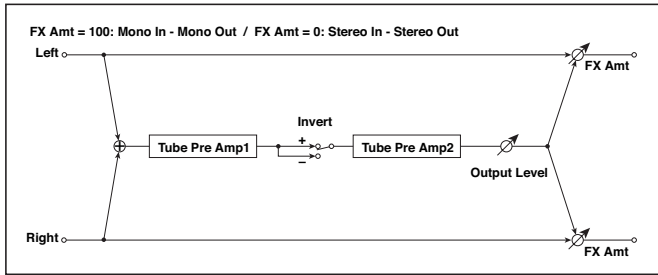 FX Amt = 100: Mono In - Mono Out / FX Amt = 0: Stereo In - Stereo Out
Left
FX Amt
Invert
+
Tube Pre Amp1
Tube Pre Amp2
−
Output Level
Right
FX Amt